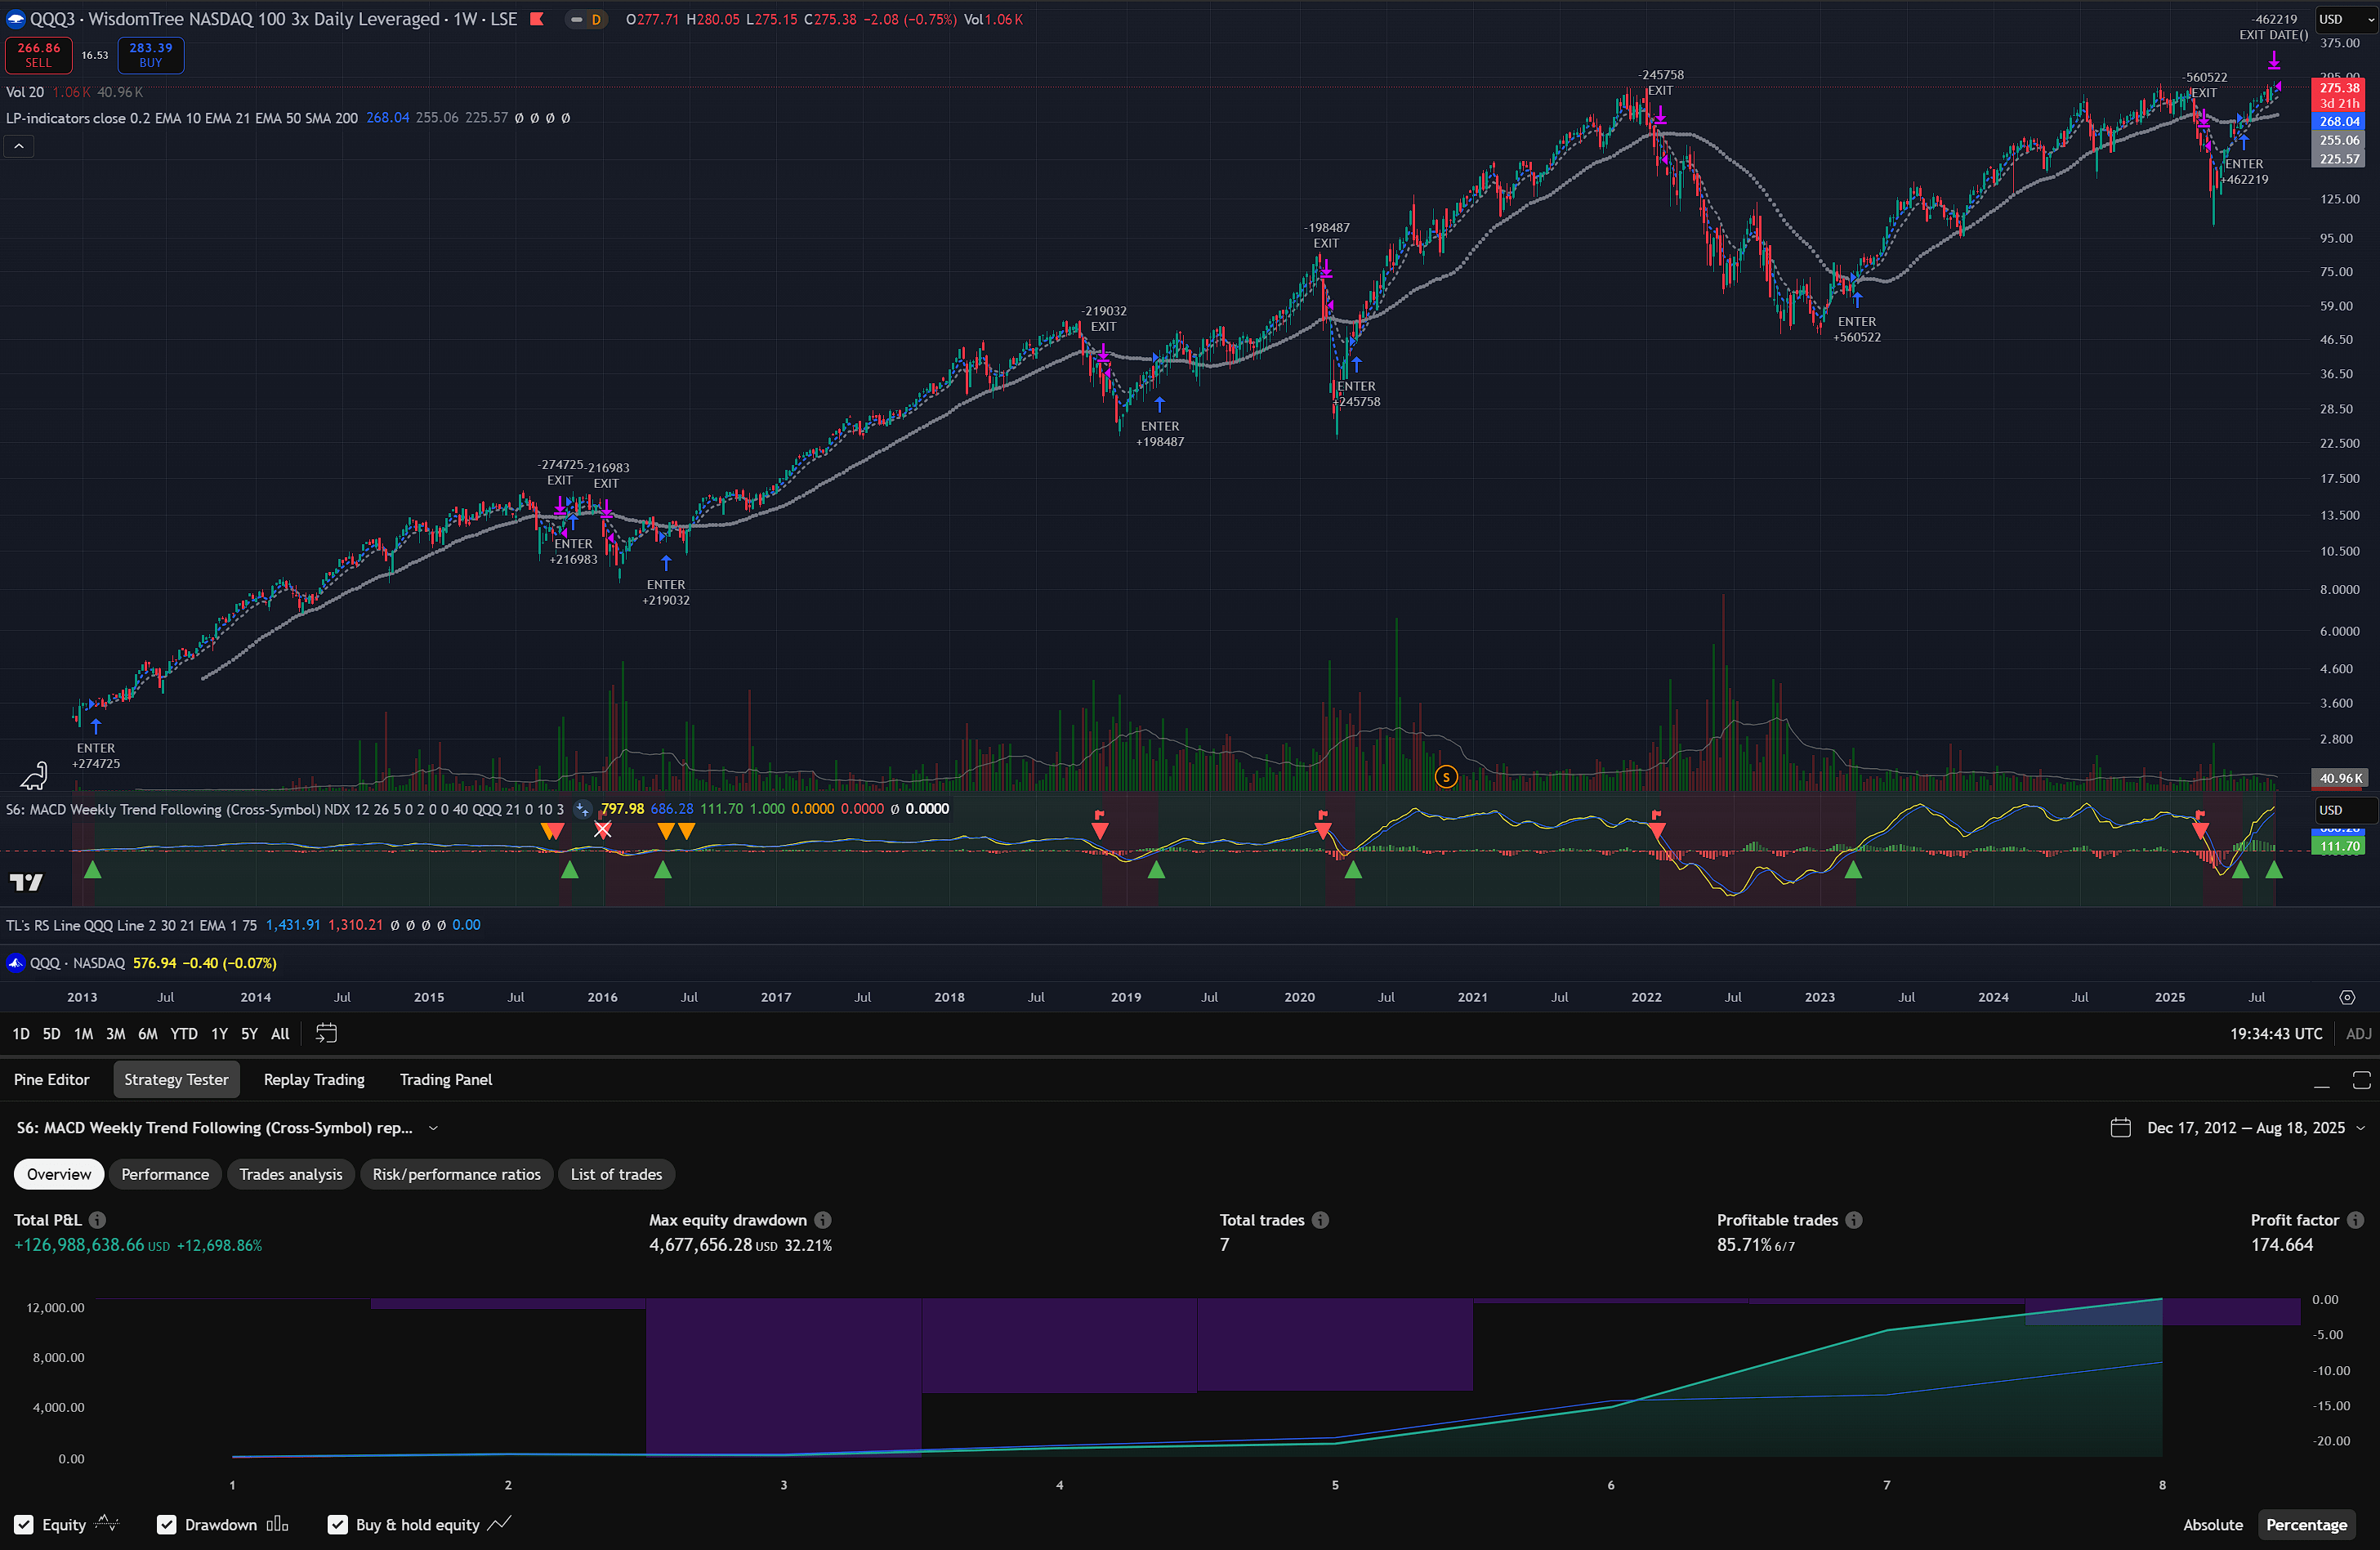 QQQ3 · WisdomTree NASDAQ 100 3x Daily Leveraged · 1W · LSE D O277.71 H280.05 L275.15 C275.38 −2.08 (−0.75%) Vol1.06 K
266.86 SELL 16.53 283.39 BUY
Vol 20 1.06 K 40.96 K
LP-indicators close 0.2 EMA 10 EMA 21 EMA 50 SMA 200 268.04 255.06 225.57 Ø Ø Ø Ø
-462219
EXIT DATE()
-560522
EXIT
ENTER
+462219
-245758
EXIT
ENTER
+560522
-198487
EXIT
ENTER
+245758
-219032
EXIT
ENTER
+198487
-274725
EXIT
-216983
EXIT
ENTER
+216983
ENTER
+219032
ENTER
+274725
S
USD
375.00
275.38
3d 21h
268.04
255.06
225.57
125.00
95.00
75.00
59.00
46.50
36.50
28.50
22.500
17.500
13.500
10.500
8.0000
6.0000
4.600
3.600
2.800
40.96 K
S6: MACD Weekly Trend Following (Cross-Symbol) NDX 12 26 5 0 2 0 0 40 QQQ 21 0 10 3 797.98 686.28 111.70 1.000 0.0000 0.0000 Ø 0.0000
USD
111.70
TL's RS Line QQQ Line 2 30 21 EMA 1 75 1,431.91 1,310.21 Ø Ø Ø Ø 0.00
QQQ · NASDAQ 576.94 −0.40 (−0.07%)
2013 Jul 2014 Jul 2015 Jul 2016 Jul 2017 Jul 2018 Jul 2019 Jul 2020 Jul 2021 Jul 2022 Jul 2023 Jul 2024 Jul 2025 Jul
1D 5D 1M 3M 6M YTD 1Y 5Y All 19:34:43 UTC ADJ
Pine Editor Strategy Tester Replay Trading Trading Panel
S6: MACD Weekly Trend Following (Cross-Symbol) rep... Dec 17, 2012 — Aug 18, 2025
Overview Performance Trades analysis Risk/performance ratios List of trades
Total P&L Max equity drawdown Total trades Profitable trades Profit factor
+126,988,638.66 USD +12,698.86% 4,677,656.28 USD 32.21% 7 85.71% 6/7 174.664
12,000.00
8,000.00
4,000.00
0.00
0.00
-5.00
-10.00
-15.00
-20.00
1 2 3 4 5 6 7 8
Equity Drawdown Buy & hold equity Absolute Percentage